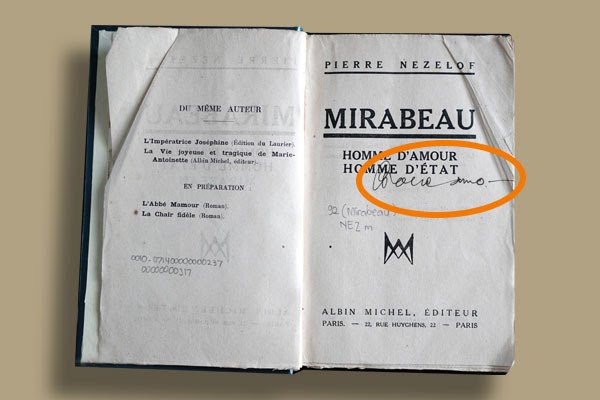 DU MÊME AUTEUR
L'Impératrice Joséphine (Édition du Laurier).
La Vie joyeuse et tragique de Marie-
Antoinette (Albin Michel, éditeur).
EN PRÉPARATION :
L'Abbé Mamour (Roman).
La Chair fidèle (Roman).
0010-071400000000237
00000000317
PIERRE NEZELOF
MIRABEAU
HOMME D'AMOUR
HOMME D'ÉTAT
92 (Mirabeau)
NEZ m
ALBIN MICHEL, ÉDITEUR
PARIS. — 22, RUE HUYGHENS, 22 — PARIS